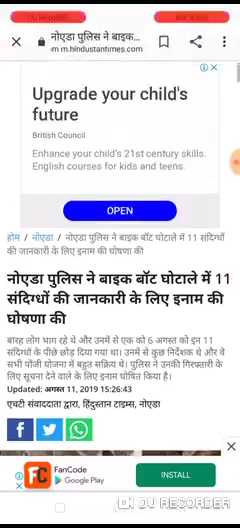 नोएडा पुलिस ने बाइक...
m.hindustantimes.com
Upgrade your child's
future
British Council
Enhance your child's 21st century skills.
English courses for kids and teens.
OPEN
होम / नोएडा / नोएडा पुलिस ने बाइक बॉट घोटाले में 11 संदिग्धों
की जानकारी के लिए इनाम की घोषणा की
नोएडा पुलिस ने बाइक बॉट घोटाले में 11
संदिग्धों की जानकारी के लिए इनाम की
घोषणा की
बारह लोग भाग रहे थे और उनमें से एक को 6 अगस्त को इन 11
संदिग्धों के पीछे छोड़ दिया गया था। उनमें से कुछ निर्देशक थे और वे
सभी पोंजी योजना में बहुत सक्रिय थे। पुलिस ने उनकी गिरफ्तारी के
लिए सूचना देने वाले के लिए इनाम घोषित किया है।
Updated: अगस्त 11, 2019 15:26:43
एचटी संवाददाता द्वारा, हिंदुस्तान टाइम्स, नोएडा
FanCode
Google Play
INSTALL
DU RECORDER